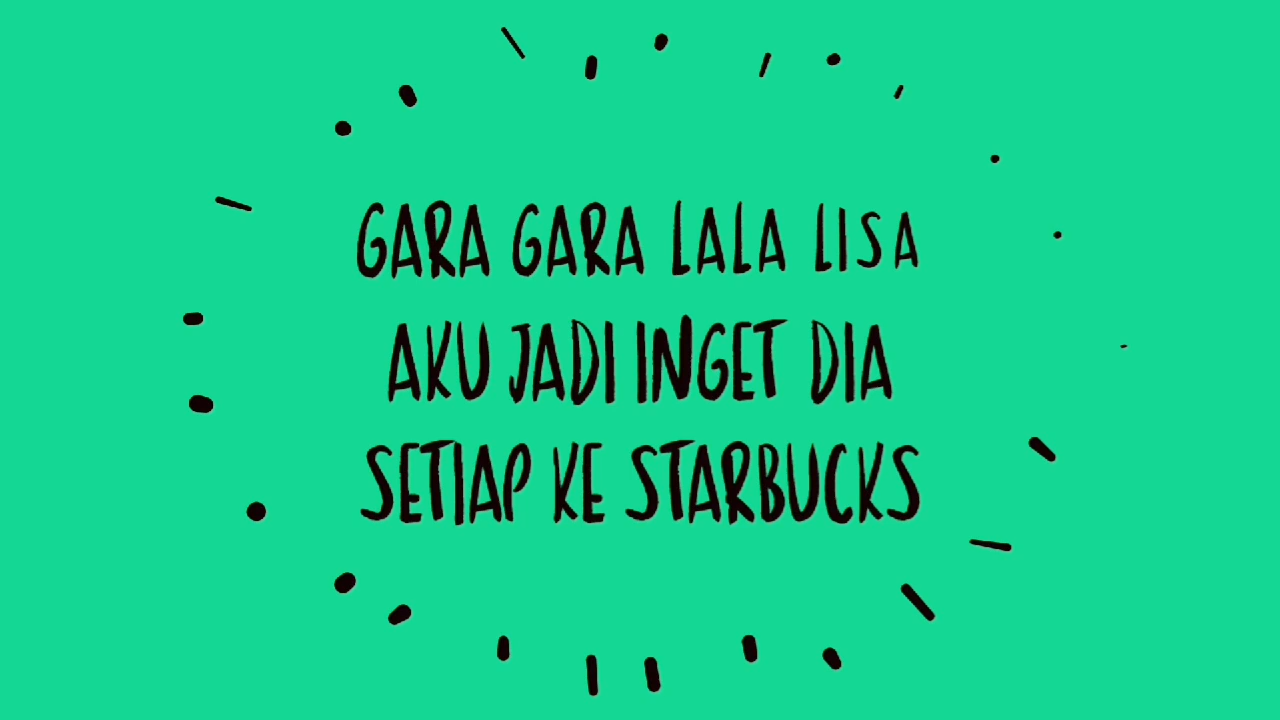 GARA GARA LALA LISA
AKU JADI INGET DIA
SETIAP KE STARBUCKS